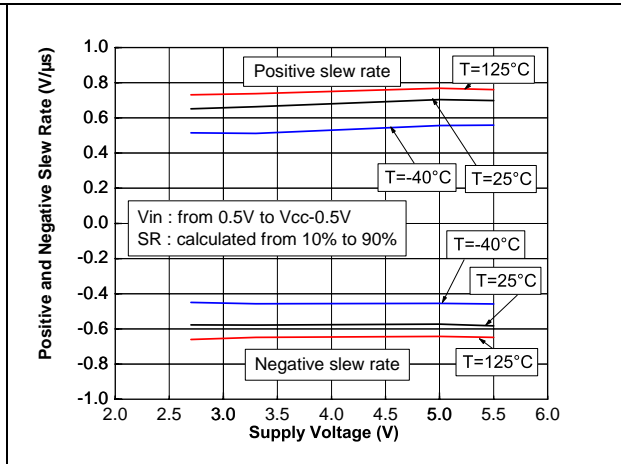 Positive and Negative Slew Rate (V/µs)
1.0
0.8
0.6
0.4
0.2
0.0
-0.2
-0.4
-0.6
-0.8
-1.0
Positive slew rate
T=125°C
T=-40°C
T=25°C
Vin : from 0.5V to Vcc-0.5V
SR : calculated from 10% to 90%
T=-40°C
T=25°C
Negative slew rate
T=125°C
2.0 2.5 3.0 3.5 4.0 4.5 5.0 5.5 6.0
Supply Voltage (V)